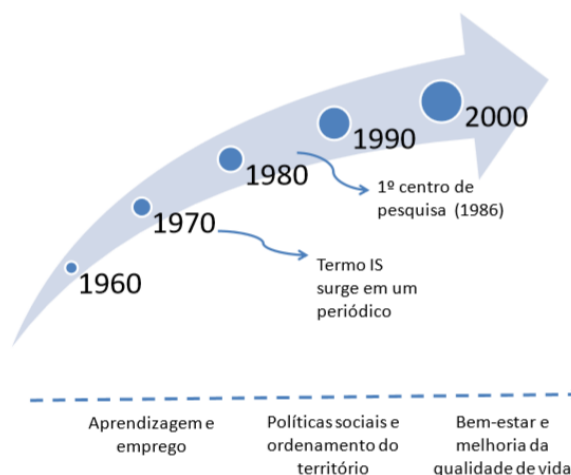 2000
1990
1980
1º centro de
pesquisa (1986)
1970
Termo IS
surge em um
periódico
1960
Aprendizagem e
emprego
Políticas sociais e
ordenamento do
território
Bem-estar e
melhoria da
qualidade de vida